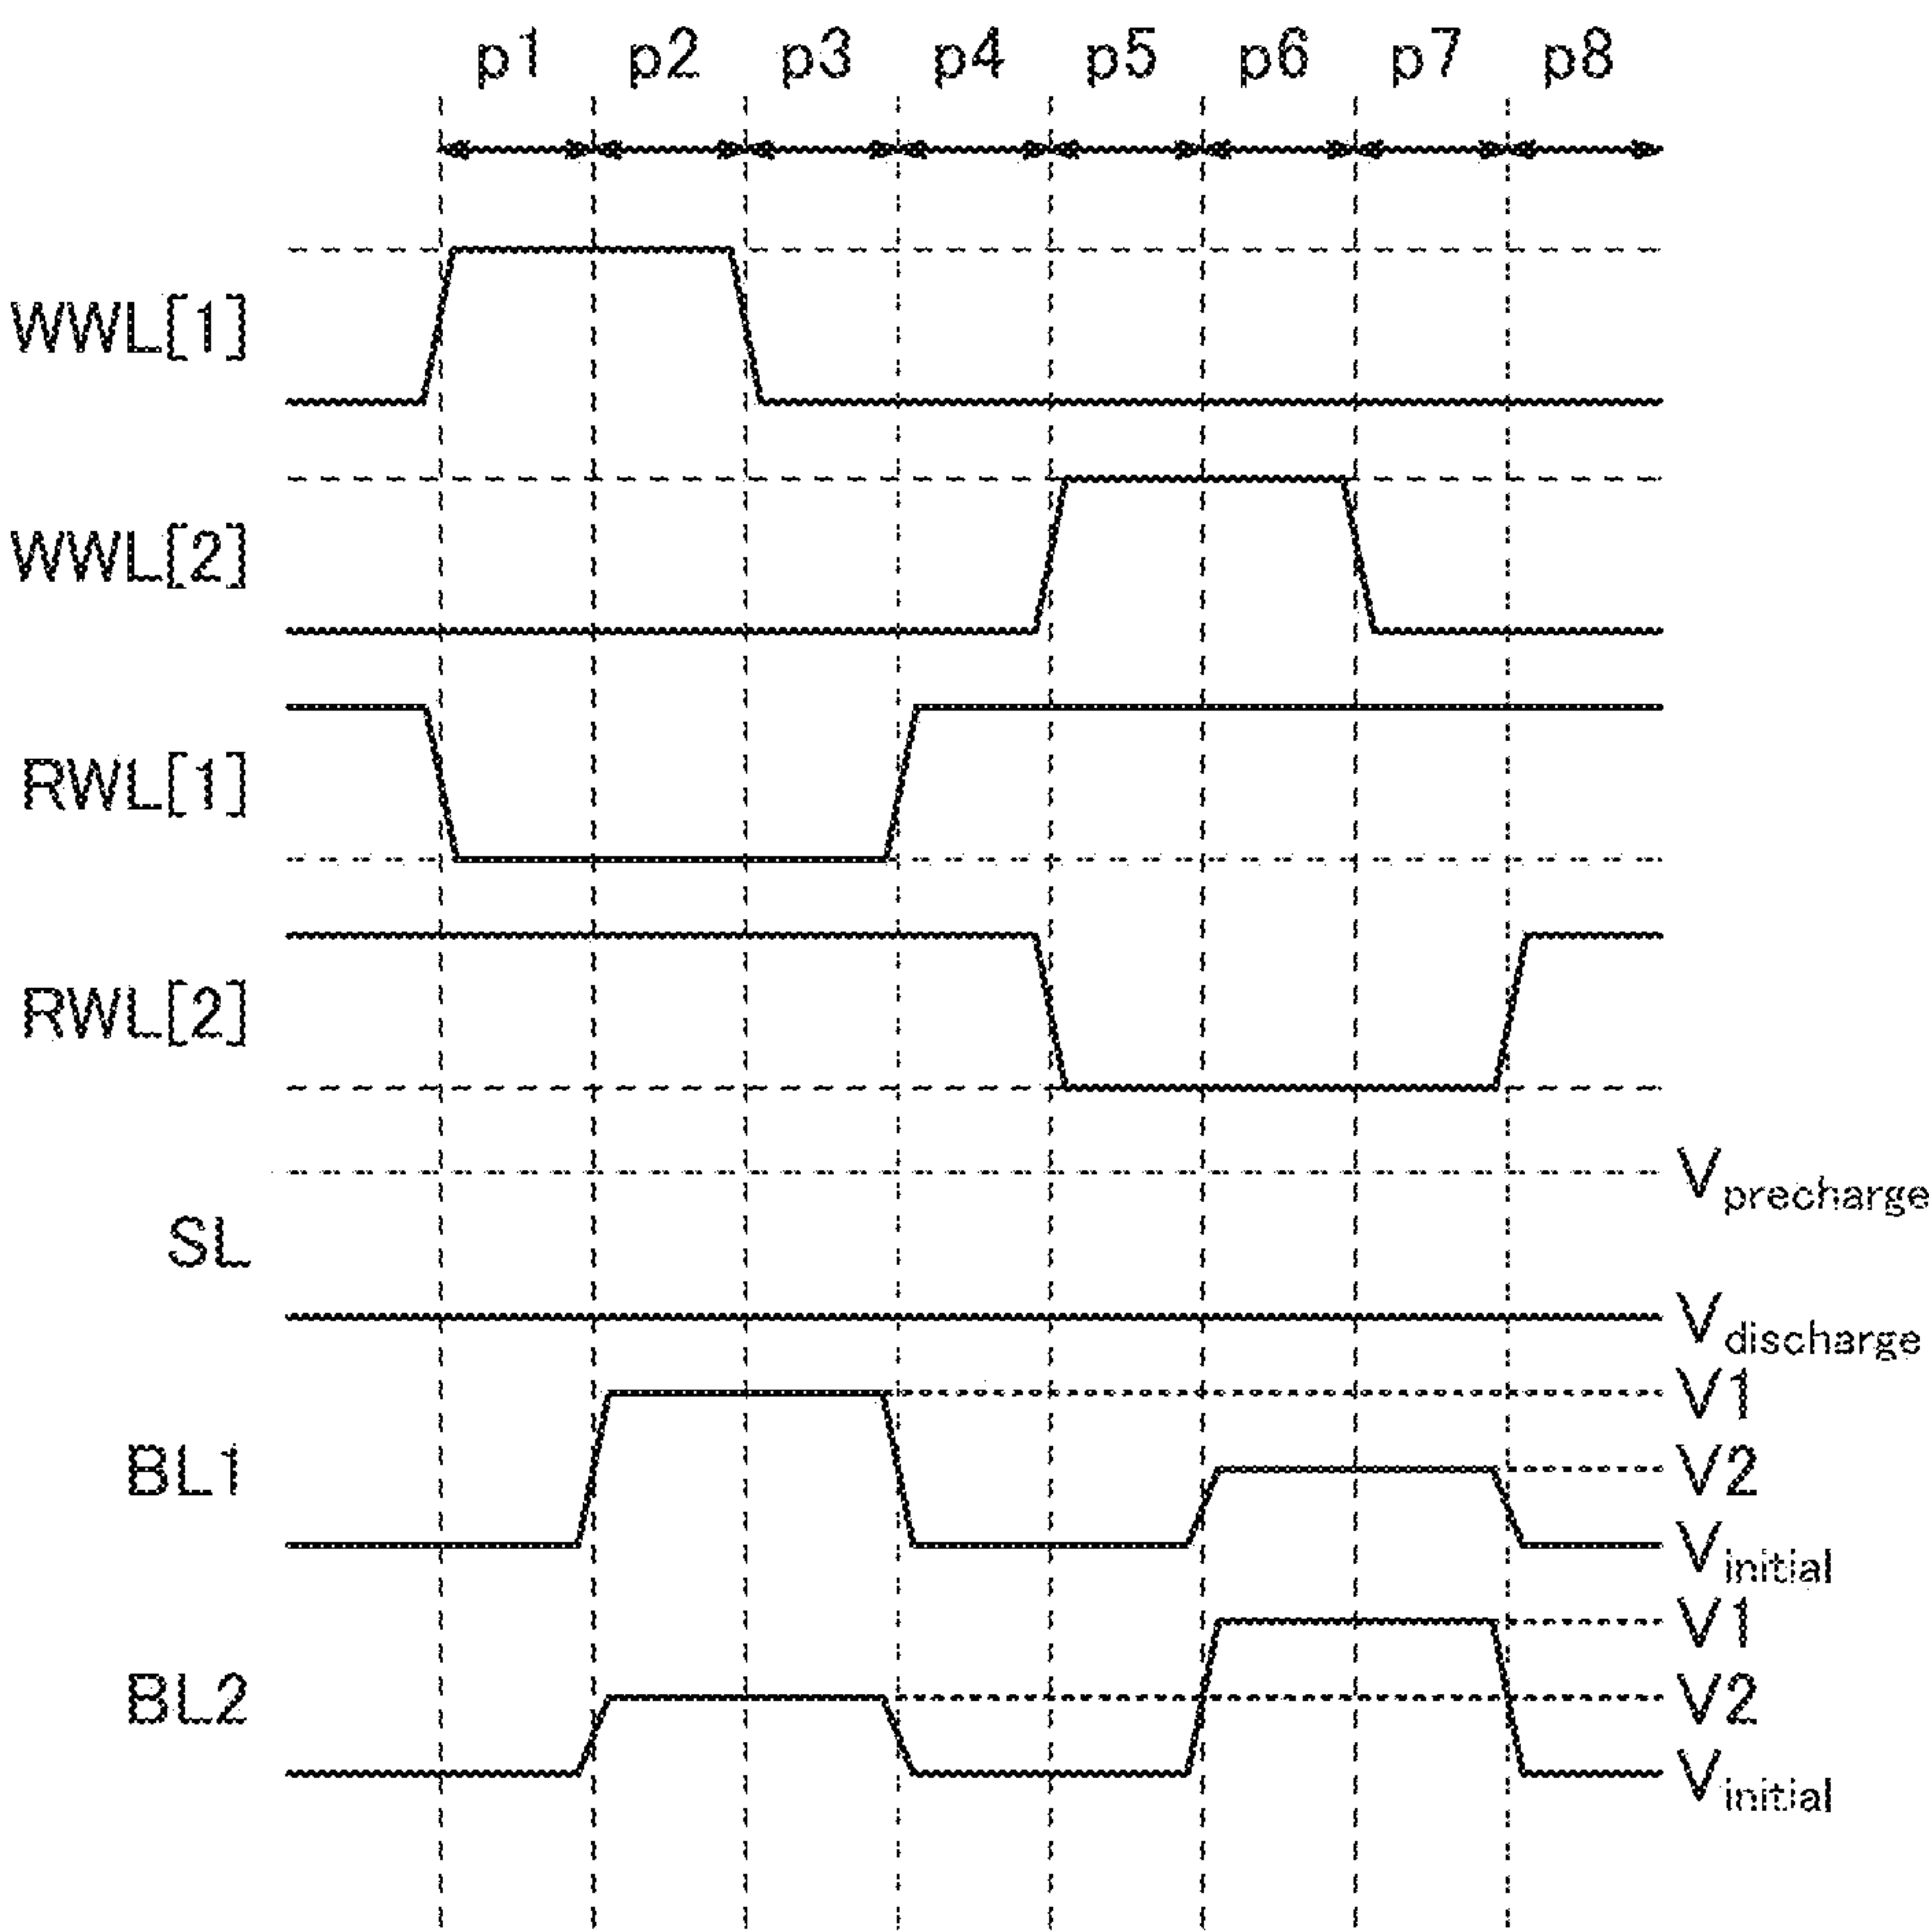 p1 p2 p3 p4 p5 p6 p7 p8
WWL[1]
WWL[2]
RWL[1]
RWL[2]
Vprecharge
SL
Vdischarge
V1
BL1 V2
Vinitial
V1
BL2 V2
Vinitial